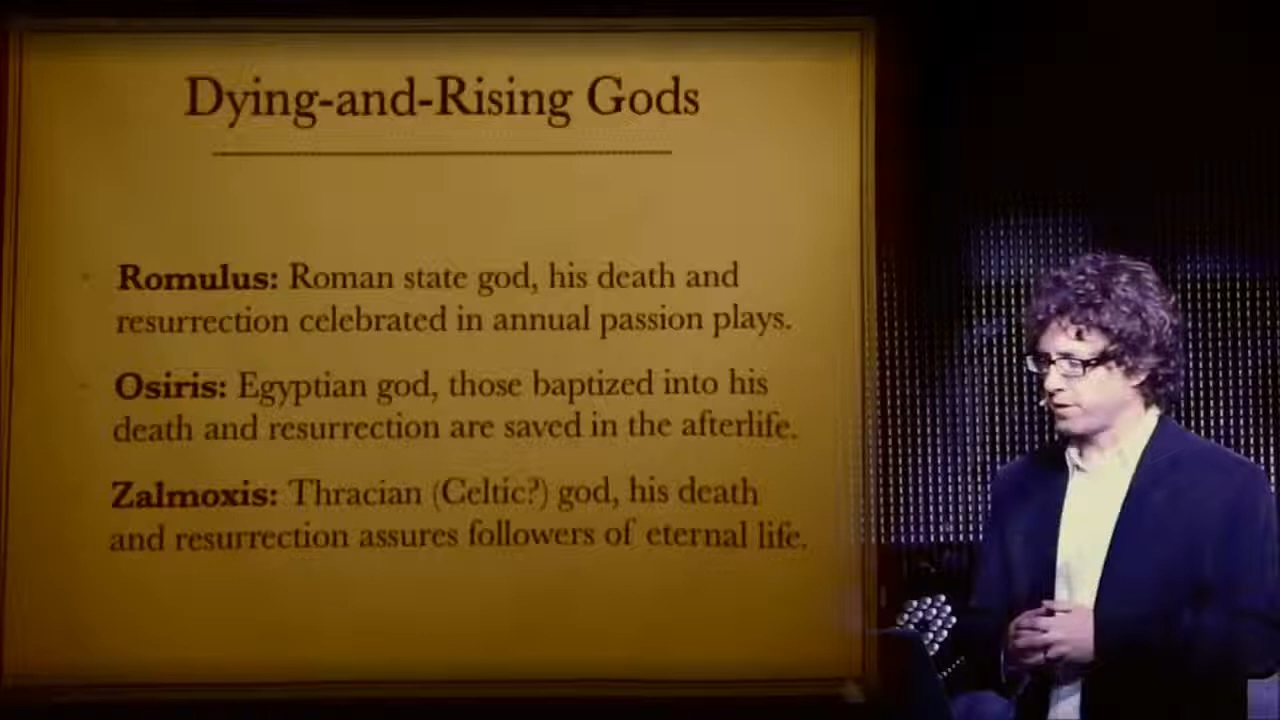 Dying-and-Rising Gods
Romulus: Roman state god, his death and
resurrection celebrated in annual passion plays.
Osiris: Egyptian god, those baptized into his
death and resurrection are saved in the afterlife.
Zalmoxis: Thracian (Celtic?) god, his death
and resurrection assures followers of eternal life.